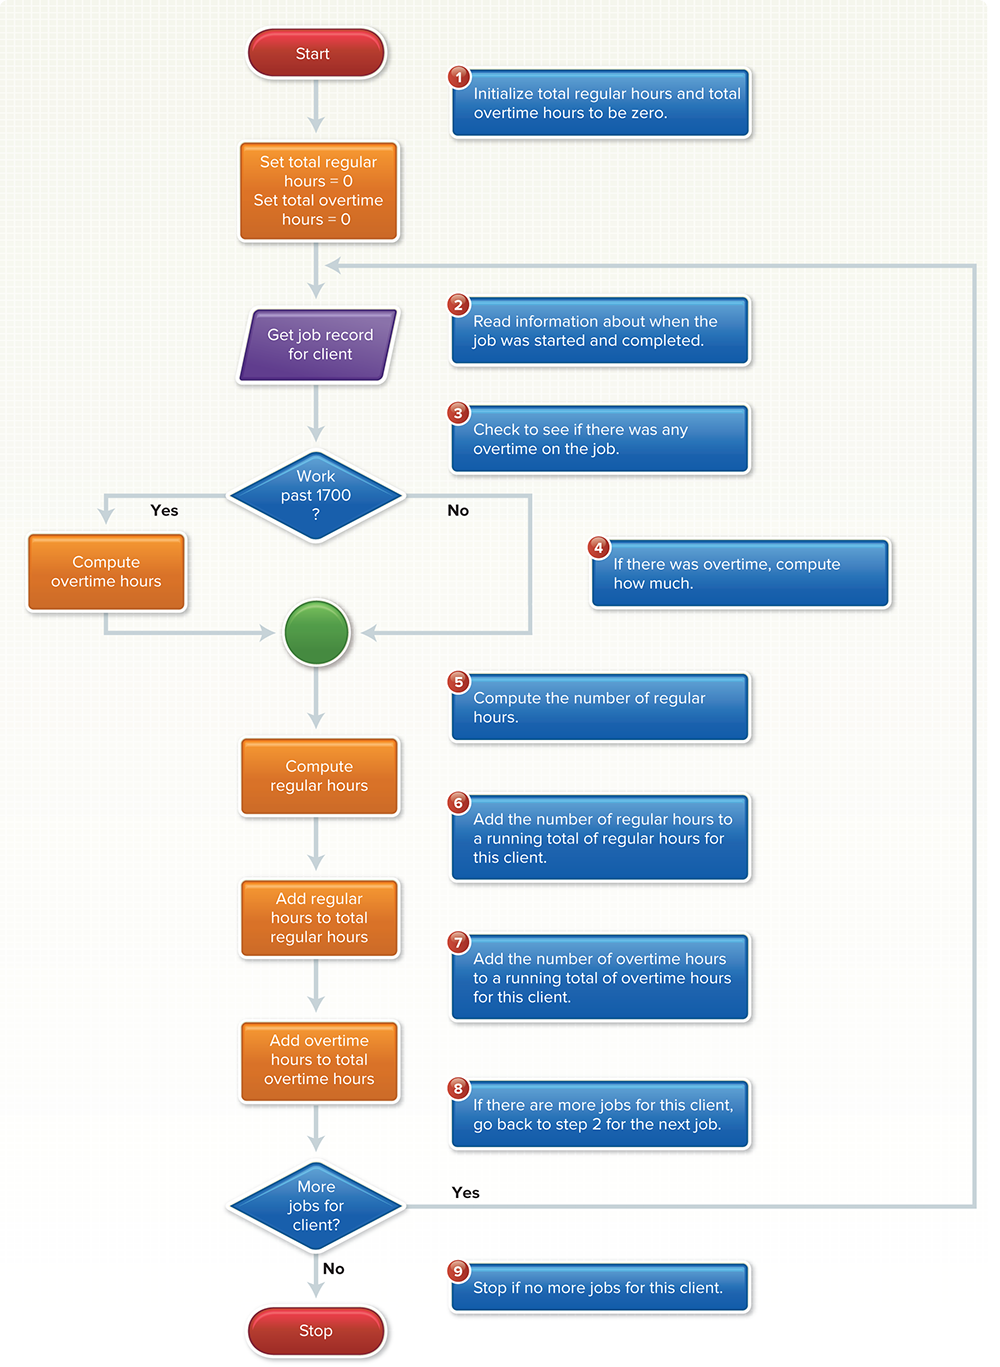 Start
1
Initialize total regular hours and total
overtime hours to be zero.
Set total regular
hours = 0
Set total overtime
hours = 0
2
Read information about when the
job was started and completed.
Get job record
for client
3
Check to see if there was any
overtime on the job.
Work
past 1700
?
Yes
No
4
If there was overtime, compute
how much.
Compute
overtime hours
5
Compute the number of regular
hours.
Compute
regular hours
6
Add the number of regular hours to
a running total of regular hours for
this client.
Add regular
hours to total
regular hours
7
Add the number of overtime hours
to a running total of overtime hours
for this client.
Add overtime
hours to total
overtime hours
8
If there are more jobs for this client,
go back to step 2 for the next job.
More
jobs for
client?
Yes
No
9
Stop if no more jobs for this client.
Stop